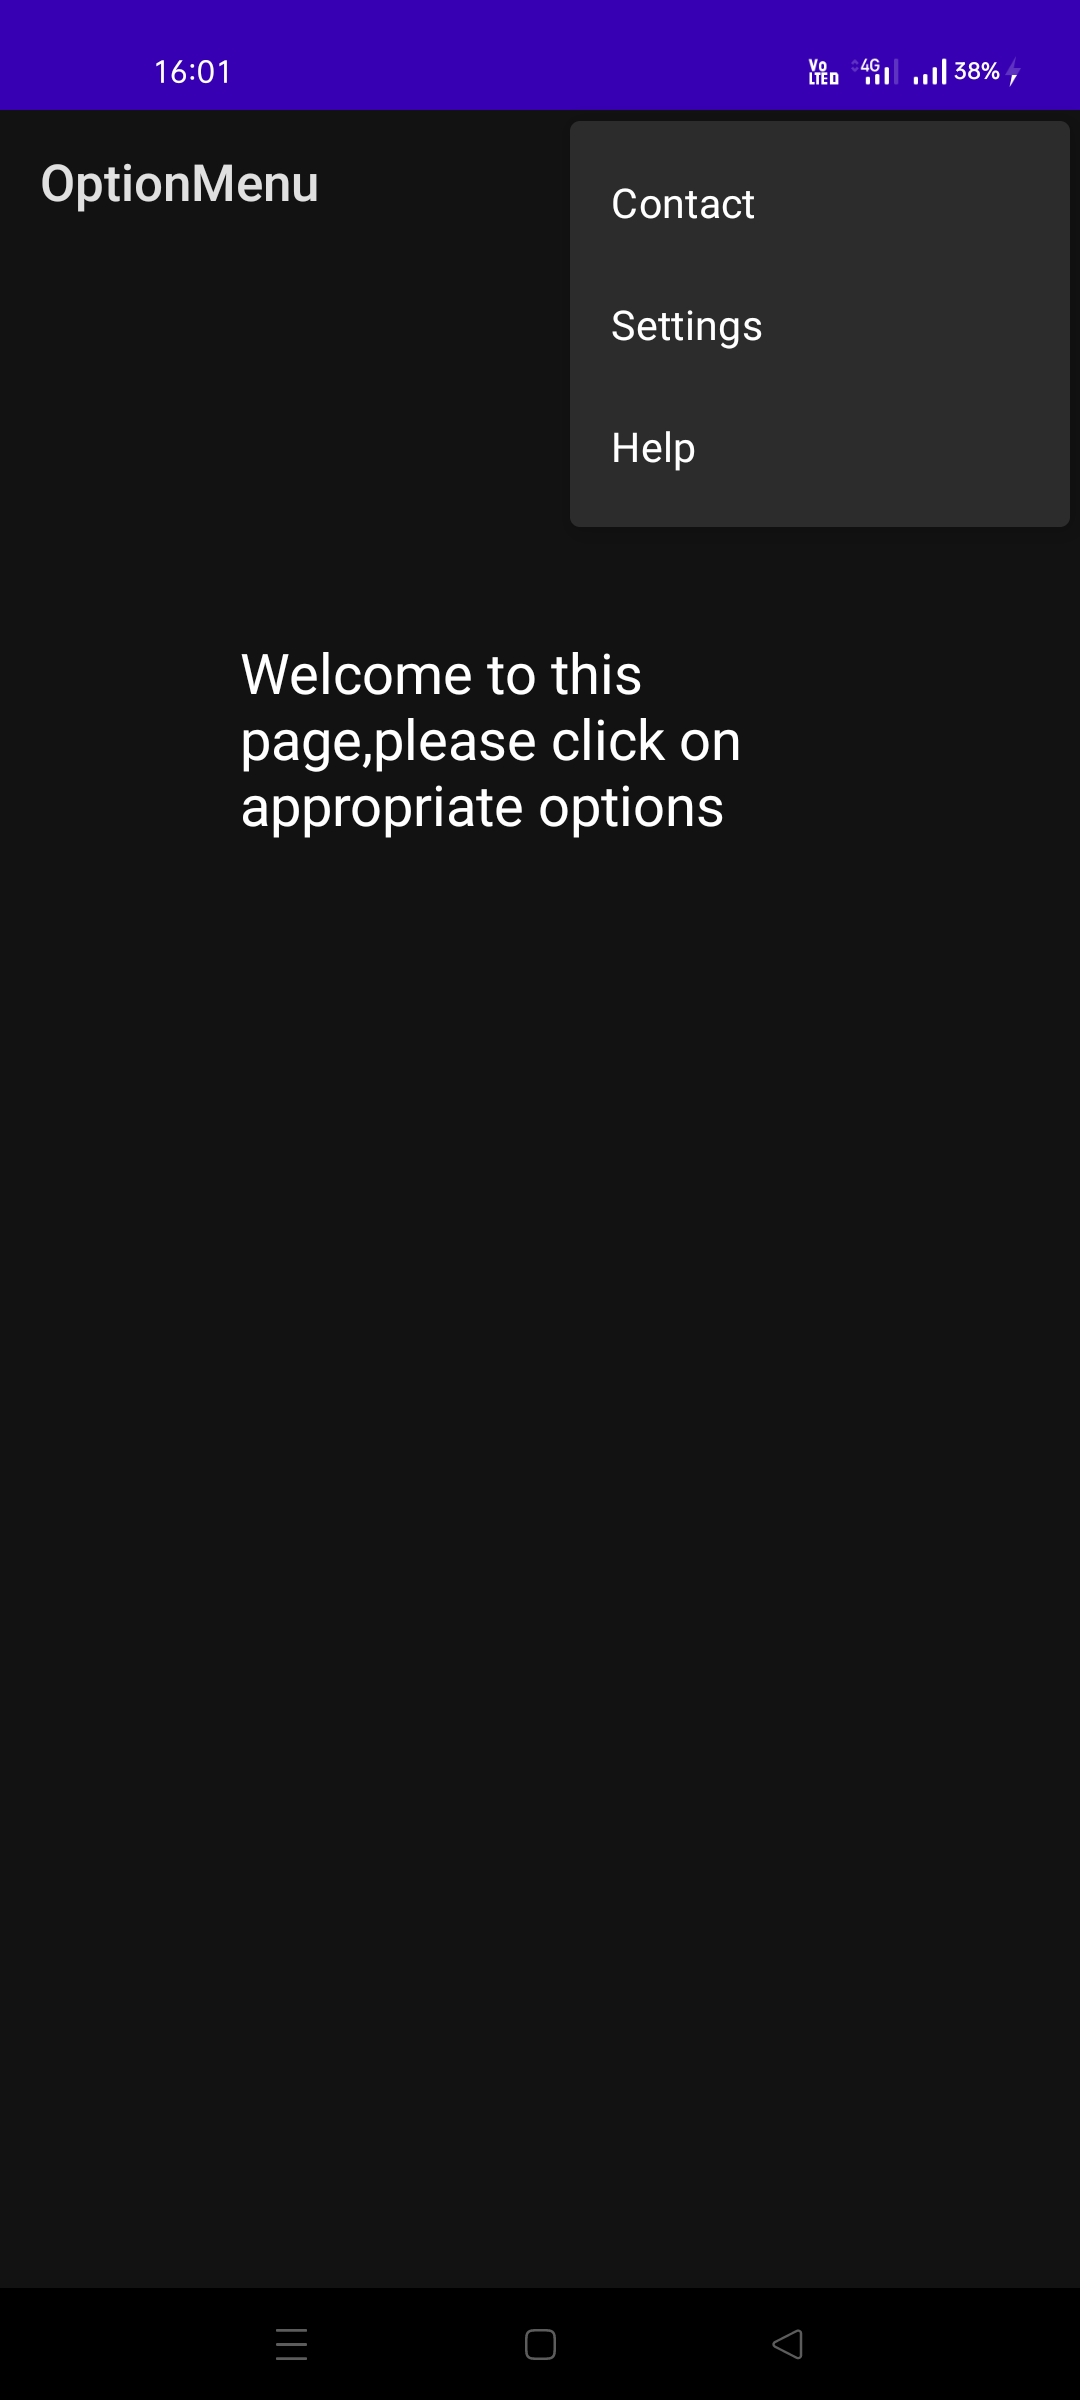 16:01
Vo LTE D 4G 38%
OptionMenu
Contact
Settings
Help
Welcome to this
page,please click on
appropriate options